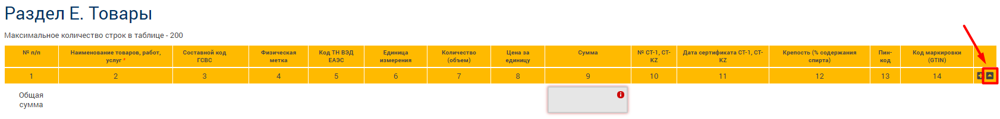 Раздел E. Товары
Максимальное количество строк в таблице - 200
№ п/п
Наименование товаров, работ,
услуг *
Составной код
ГСВС
Физическая
метка
Код ТН ВЭД
ЕАЭС
Единица
измерения
Количество
(объем)
Цена за
единицу
Сумма
№ СТ-1, СТ-
KZ
Дата сертификата СТ-1, СТ-
KZ
Крепость (% содержания
спирта)
Пин-
код
Код маркировки
(GTIN)
1 2 3 4 5 6 7 8 9 10 11 12 13 14
Общая
сумма